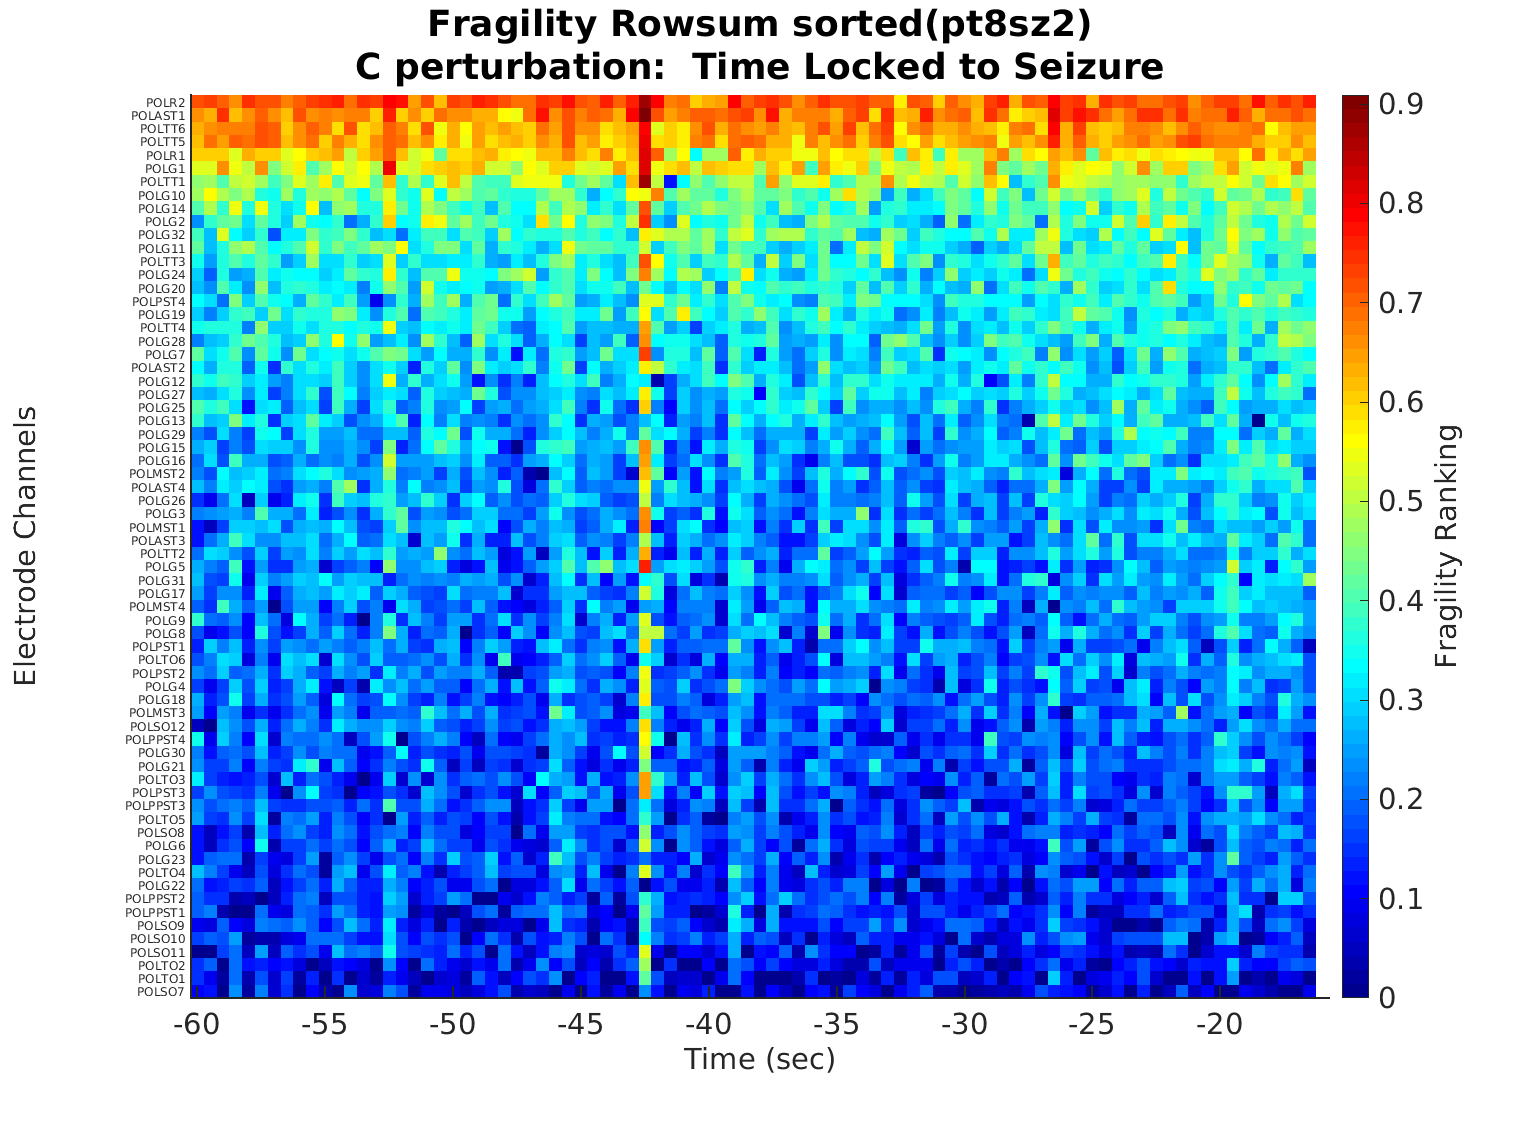 Fragility Rowsum sorted(pt8sz2)
C perturbation:  Time Locked to Seizure
Electrode Channels
POLR2
POLAST1
POLTT6
POLTT5
POLR1
POLG1
POLTT1
POLG10
POLG14
POLG2
POLG32
POLG11
POLTT3
POLG24
POLG20
POLPST4
POLG19
POLTT4
POLG28
POLG7
POLAST2
POLG12
POLG27
POLG25
POLG13
POLG29
POLG15
POLG16
POLMST2
POLAST4
POLG26
POLG3
POLMST1
POLAST3
POLTT2
POLG5
POLG31
POLG17
POLMST4
POLG9
POLG8
POLPST1
POLTO6
POLPST2
POLG4
POLG18
POLMST3
POLSO12
POLPPST4
POLG30
POLG21
POLTO3
POLPST3
POLPPST3
POLTO5
POLSO8
POLG6
POLG23
POLTO4
POLG22
POLPPST2
POLPPST1
POLSO9
POLSO10
POLSO11
POLTO2
POLTO1
POLSO7
-60 -55 -50 -45 -40 -35 -30 -25 -20
Time (sec)
0.9
0.8
0.7
0.6
0.5
0.4
0.3
0.2
0.1
0
Fragility Ranking